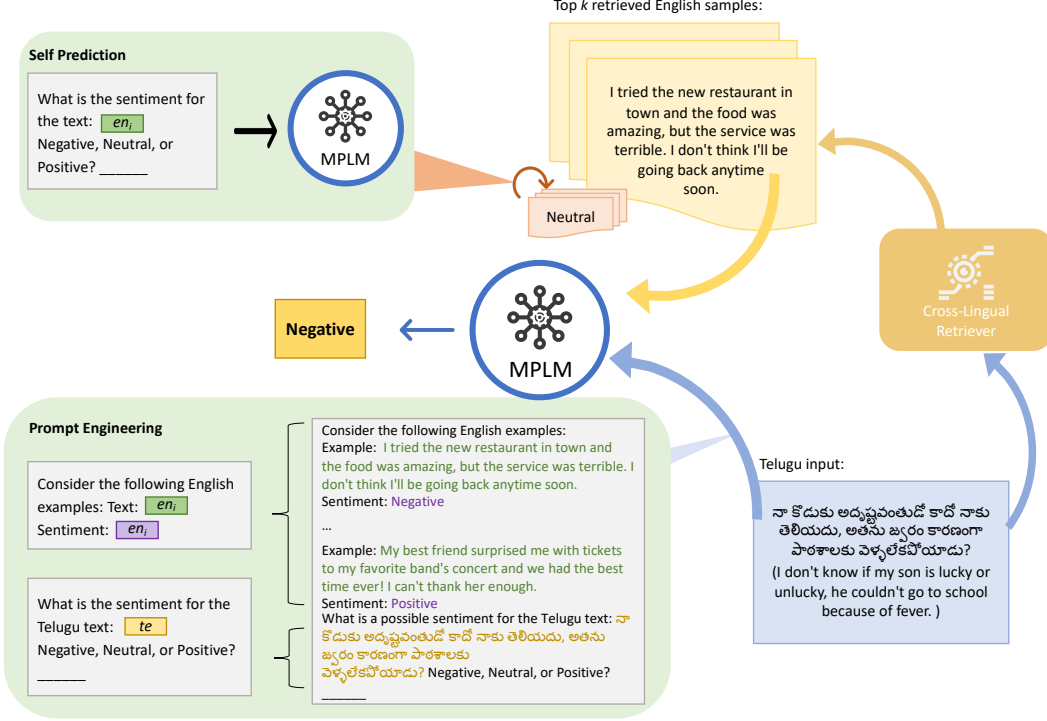 Top k retrieved English samples:
Self Prediction
What is the sentiment for
the text: en_i
Negative, Neutral, or
Positive? ______
MPLM
I tried the new restaurant in
town and the food was
amazing, but the service was
terrible. I don't think I'll be
going back anytime
soon.
Neutral
Cross-Lingual
Retriever
Negative
MPLM
Prompt Engineering
Consider the following English
examples: Text: en_i
Sentiment: en_i
What is the sentiment for the
Telugu text: te
Negative, Neutral, or Positive?
______
Consider the following English examples:
Example: I tried the new restaurant in town and
the food was amazing, but the service was terrible. I
don't think I'll be going back anytime soon.
Sentiment: Negative
...
Example: My best friend surprised me with tickets
to my favorite band's concert and we had the best
time ever! I can't thank her enough.
Sentiment: Positive
What is a possible sentiment for the Telugu text: నా
కొడుకు అదృష్టవంతుడో కాదో నాకు తెలియదు, అతను
జ్వరం కారణంగా పాఠశాలకు
వెళ్ళలేకపోయాడు? Negative, Neutral, or Positive?
______
Telugu input:
నా కొడుకు అదృష్టవంతుడో కాదో నాకు
తెలియదు, అతను జ్వరం కారణంగా
పాఠశాలకు వెళ్ళలేకపోయాడు?
(I don't know if my son is lucky or
unlucky, he couldn't go to school
because of fever. )